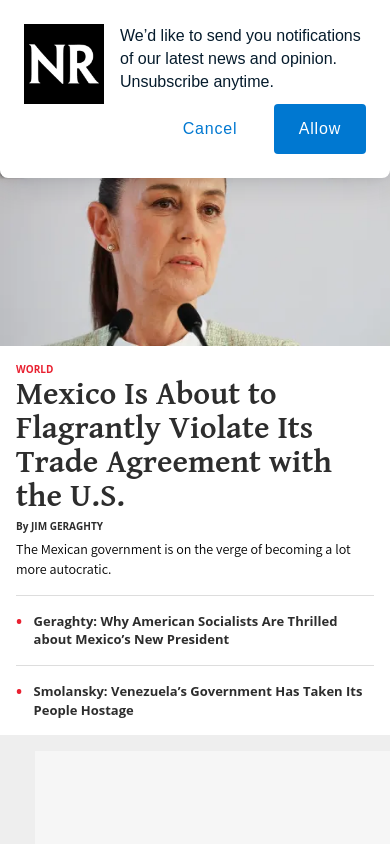 NR
We’d like to send you notifications
of our latest news and opinion.
Unsubscribe anytime.
Cancel
Allow
WORLD
Mexico Is About to
Flagrantly Violate Its
Trade Agreement with
the U.S.
By JIM GERAGHTY
The Mexican government is on the verge of becoming a lot
more autocratic.
• Geraghty: Why American Socialists Are Thrilled
about Mexico’s New President
• Smolansky: Venezuela’s Government Has Taken Its
People Hostage